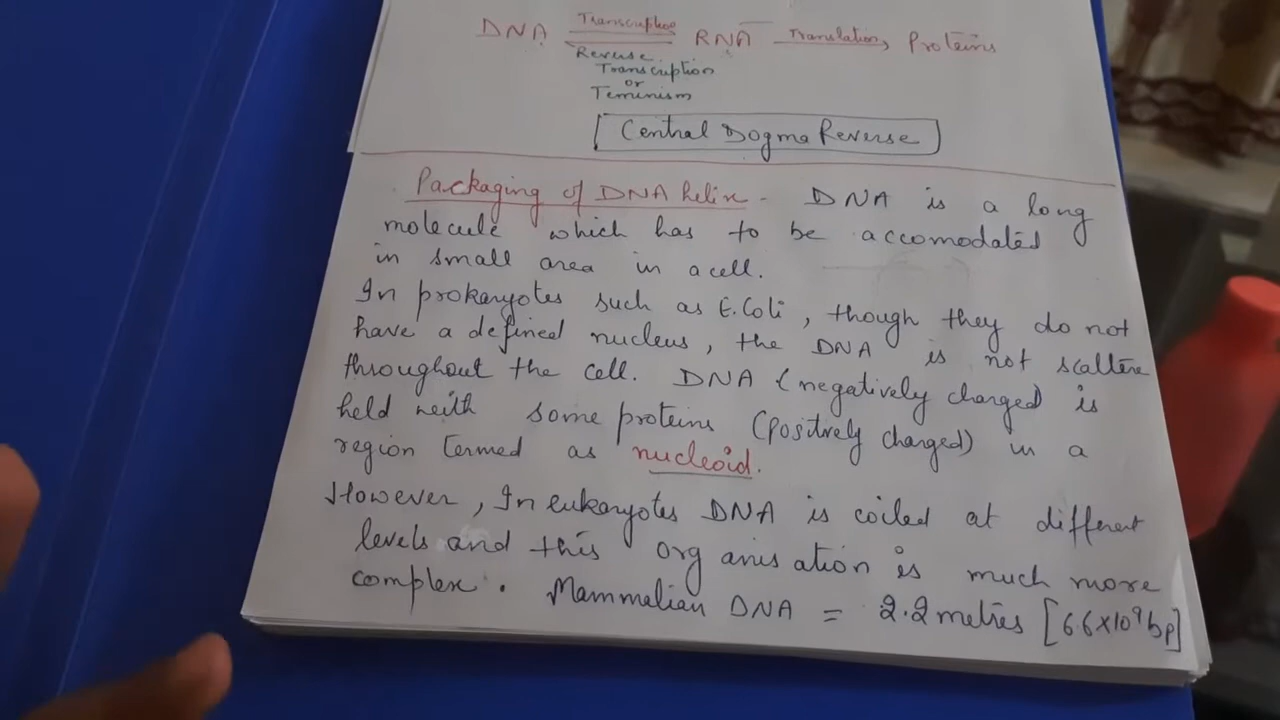 DNA Transcription RNA Translation Proteins
Reverse
Transcription
or
Teminism
Central Dogma Reverse
Packaging of DNA helix - DNA is a long
molecule which has to be accomodated
in small area in a cell.
In prokaryotes such as E.Coli, though they do not
have a defined nucleus, the DNA is not scattere
throughout the cell. DNA (negatively charged) is
held with some proteins (positively charged) in a
region termed as nucleoid.
However, In eukaryotes DNA is coiled at different
levels and this organisation is much more
complex. Mammalian DNA = 2.2 metres [6.6x10⁹bp]